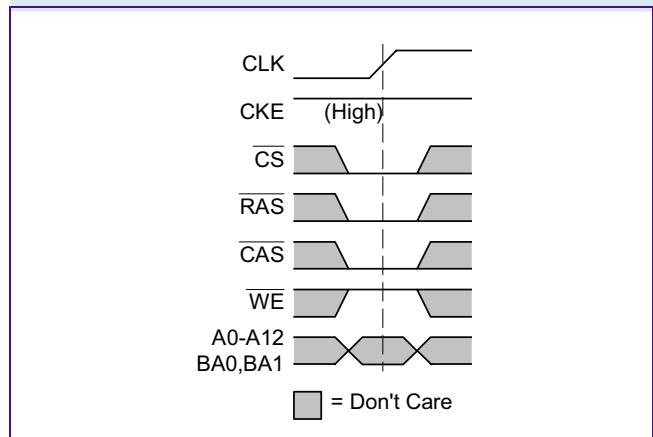 CLK
CKE (High)
CS
RAS
CAS
WE
A0-A12
BA0,BA1
= Don't Care